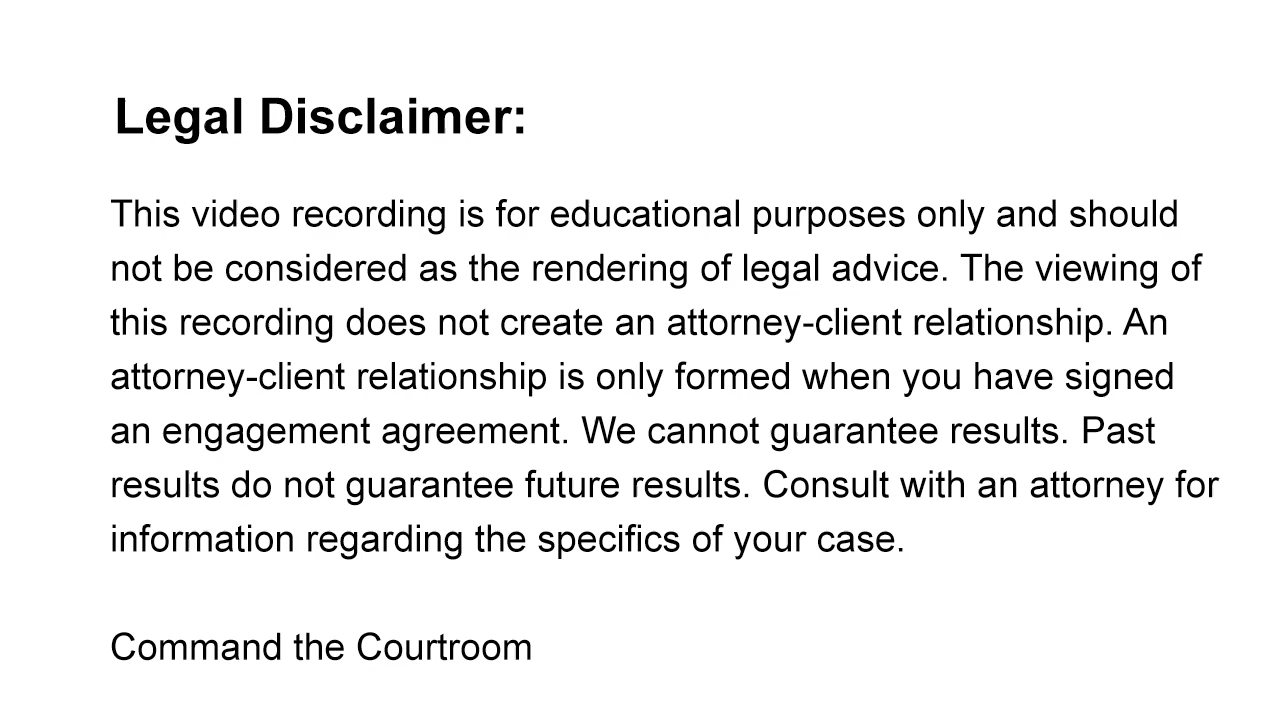 Legal Disclaimer:
This video recording is for educational purposes only and should
not be considered as the rendering of legal advice. The viewing of
this recording does not create an attorney-client relationship. An
attorney-client relationship is only formed when you have signed
an engagement agreement. We cannot guarantee results. Past
results do not guarantee future results. Consult with an attorney for
information regarding the specifics of your case.
Command the Courtroom